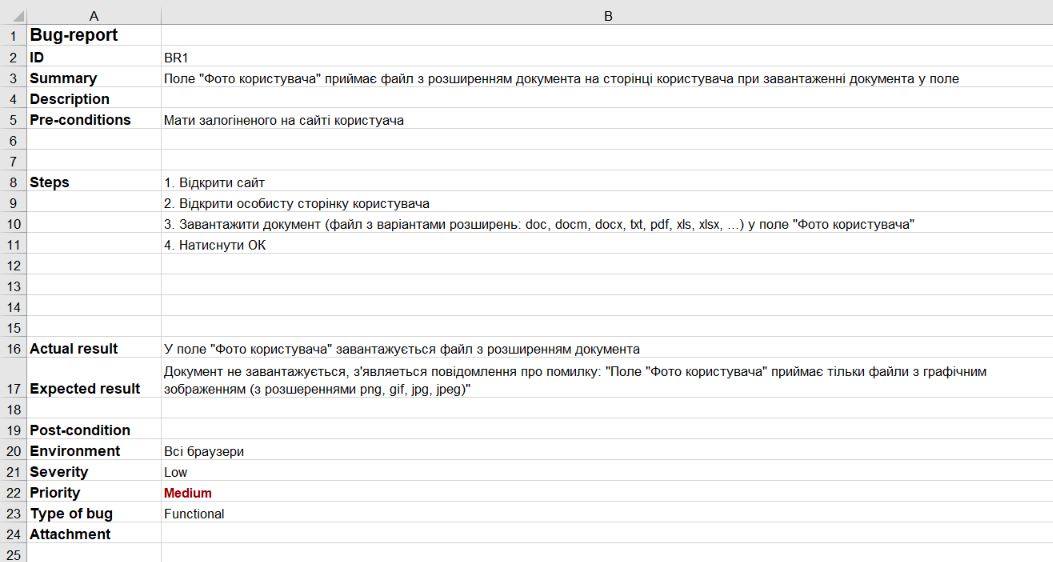 A B
1 Bug-report
2 ID BR1
3 Summary Поле "Фото користувача" приймає файл з розширенням документа на сторінці користувача при завантаженні документа у поле
4 Description
5 Pre-conditions Мати залогіненого на сайті користуача
6
7
8 Steps 1. Відкрити сайт
9 2. Відкрити особисту сторінку користувача
10 3. Завантажити документ (файл з варіантами розширень: doc, docm, docx, txt, pdf, xls, xlsx, ...) у поле "Фото користувача"
11 4. Натиснути ОК
12
13
14
15
16 Actual result У поле "Фото користувача" завантажується файл з розширенням документа
Документ не завантажується, з'являеться повідомлення про помилку: "Поле "Фото користувача" приймає тільки файли з графічним
17 Expected result зображенням (з розшереннями png, gif, jpg, jpeg)"
18
19 Post-condition
20 Environment Всі браузери
21 Severity Low
22 Priority Medium
23 Type of bug Functional
24 Attachment
25